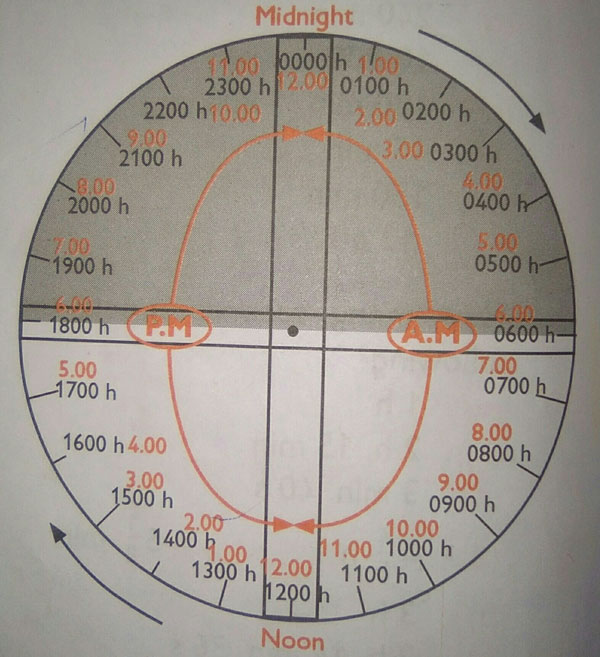 Midnight
0000 h
12.00
1.00
0100 h
2.00 0200 h
3.00 0300 h
4.00
0400 h
5.00
0500 h
6.00
0600 h
7.00
0700 h
8.00
0800 h
9.00
0900 h
10.00
1000 h
11.00
1100 h
12.00
1200 h
Noon
1.00
1300 h
2.00
1400 h
3.00
1500 h
1600 h 4.00
5.00
1700 h
6.00
1800 h
7.00
1900 h
8.00
2000 h
9.00
2100 h
2200 h 10.00
11.00
2300 h
P.M
A.M